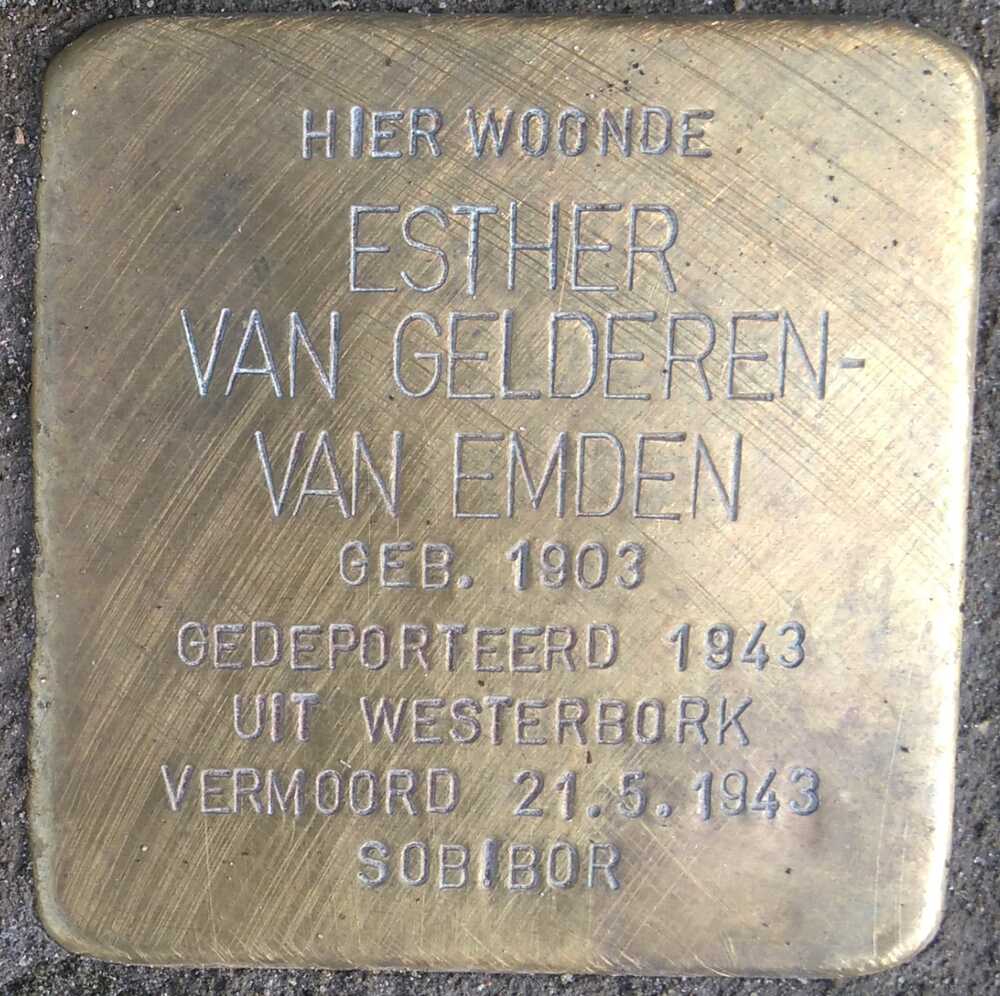 HIER WOONDE
ESTHER
VAN GELDEREN-
VAN EMDEN
GEB. 1903
GEDEPORTEERD 1943
UIT WESTERBORK
VERMOORD 21.5.1943
SOBIBOR